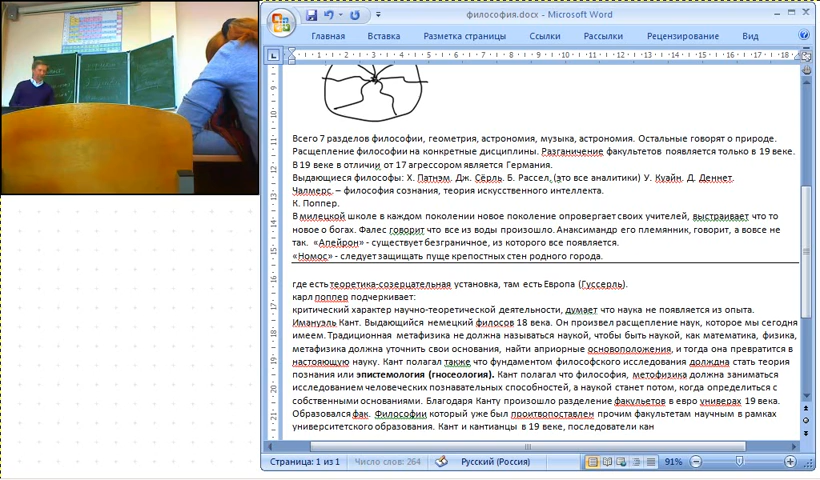 философия.docx - Microsoft Word
Главная Вставка Разметка страницы Ссылки Рассылки Рецензирование Вид
Всего 7 разделов философии, геометрия, астрономия, музыка, астрономия. Остальные говорят о природе.
Расщепление философии на конкретные дисциплины. Разганичение факультетов появляется только в 19 веке.
В 19 веке в отличии от 17 агрессором является Германия.
Выдающиеся философы: Х. Патнэм. Дж. Сёрль. Б. Рассел, (это все аналитики) У. Куайн. Д. Деннет.
Чалмерс. – философия сознания, теория искусственного интеллекта.
К. Поппер.
В милецкой школе в каждом поколении новое поколение опровергает своих учителей, выстраивает что то
новое о богах. Фалес говорит что все из воды произошло. Анаксимандр его племянник, говорит, а вовсе не
так. «Апейрон» - существует безграничное, из которого все появляется.
«Номос» - следует защищать пуще крепостных стен родного города.
где есть теоретика-созерцательная установка, там есть Европа (Гуссерль).
карл поппер подчеркивает:
критический характер научно-теоретической деятельности, думает что наука не появляется из опыта.
Имануэль Кант. Выдающийся немецкий филосов 18 века. Он произвел расщепление наук, которое мы сегодня
имеем. Традиционная метафизика не должна называться наукой, чтобы быть наукой, как математика, физика,
метафизика должна уточнить свои основания, найти априорные основоположения, и тогда она превратится в
настояющую науку. Кант полагал также что фундаментом философского исследования долждна стать теория
познания или эпистемология (гносеология). Кант полагал что философия, метофизика должна заниматься
исследованием человеческих познавательных способностей, а наукой станет потом, когда определиться с
собственными основаниями. Благодаря Канту произошло разделение факультетов в евро универах 19 века.
Образовался фак. Философии который уже был произтвопоставлен прочим факультетам научным в рамках
университетского образования. Кант и кантианцы в 19 веке, последователи кан
Страница: 1 из 1 Число слов: 264 Русский (Россия) 91%